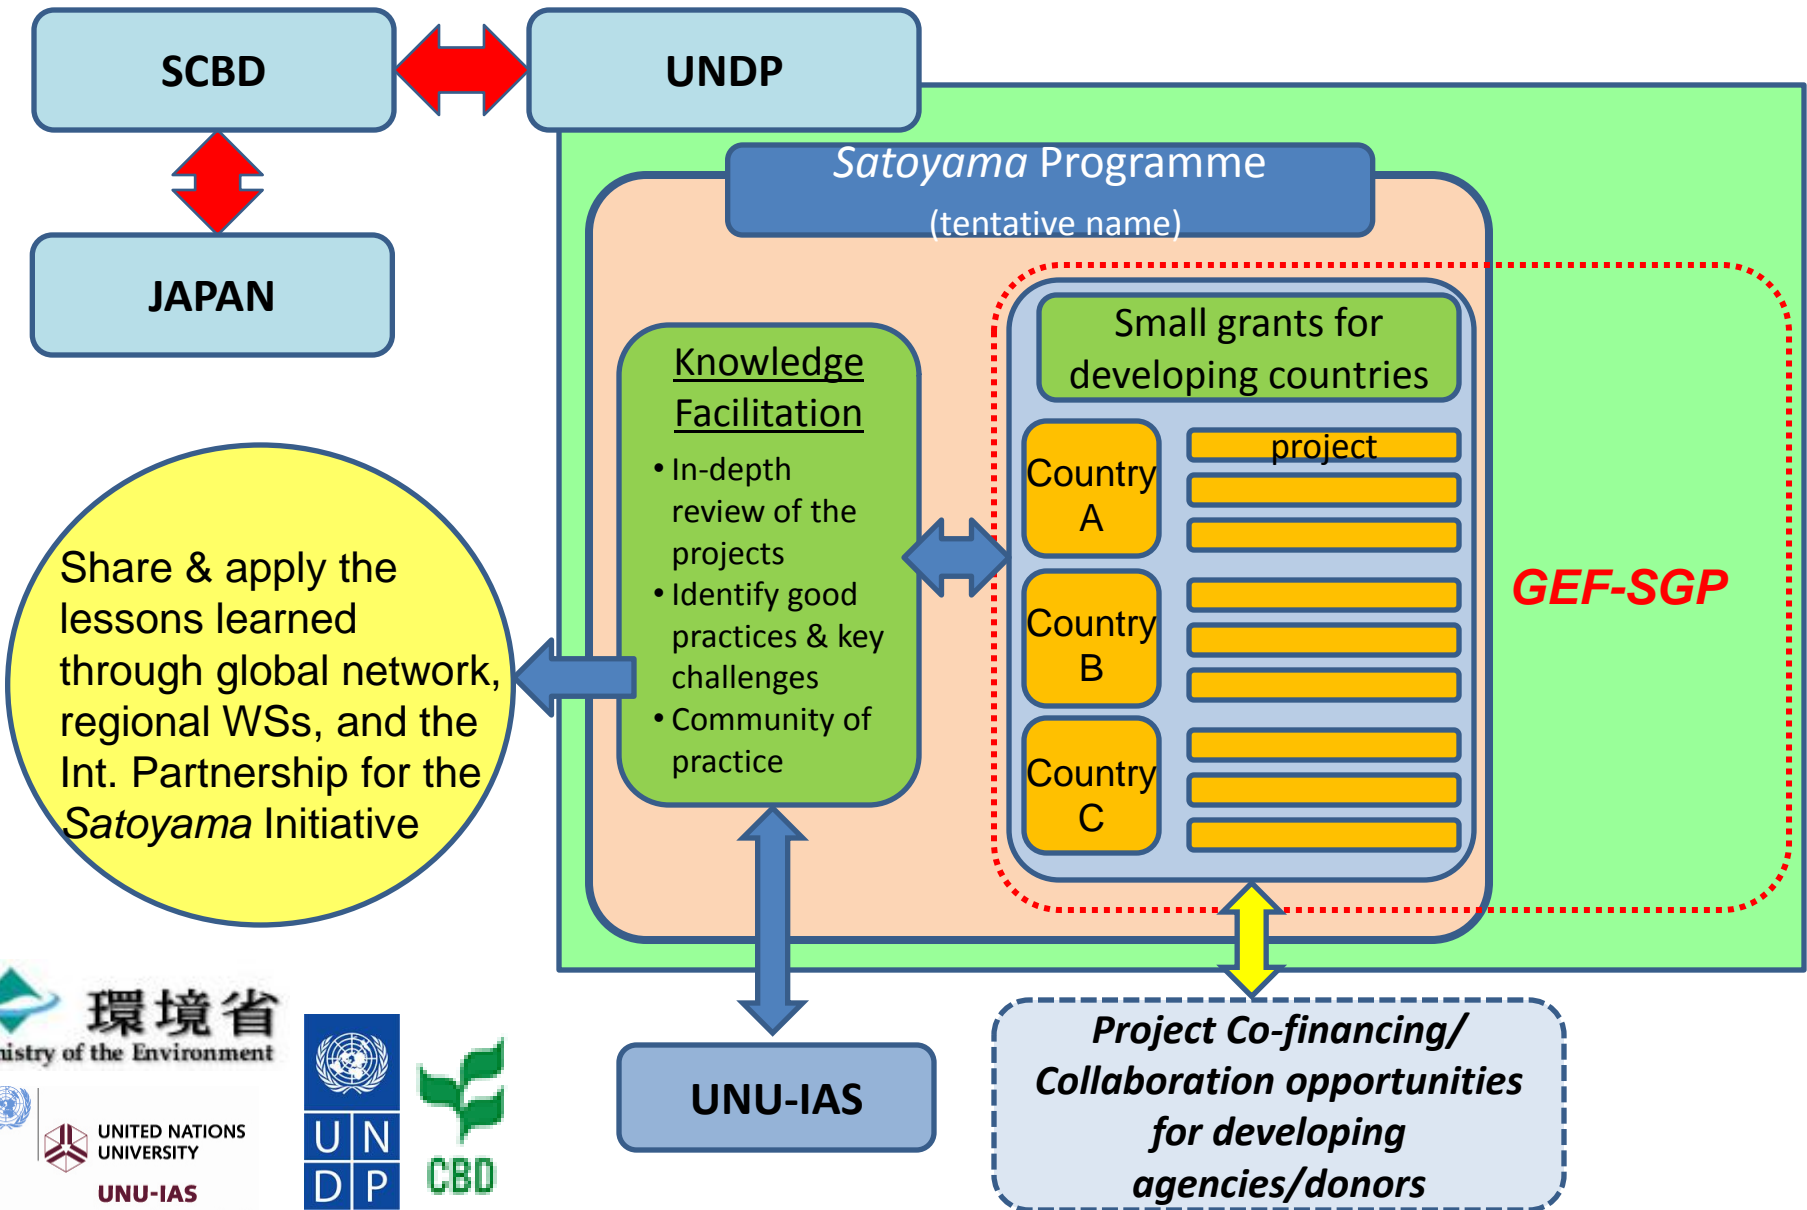 SCBD
UNDP
JAPAN
Satoyama Programme
(tentative name)
Small grants for
developing countries
Knowledge
Facilitation
• In-depth
review of the
projects
• Identify good
practices & key
challenges
• Community of
practice
Country
A
project
Country
B
Country
C
GEF-SGP
Share & apply the
lessons learned
through global network,
regional WSs, and the
Int. Partnership for the
Satoyama Initiative
環境省
nistry of the Environment
UNITED NATIONS
UNIVERSITY
UNU-IAS
U N
D P
CBD
UNU-IAS
Project Co-financing/
Collaboration opportunities
for developing
agencies/donors